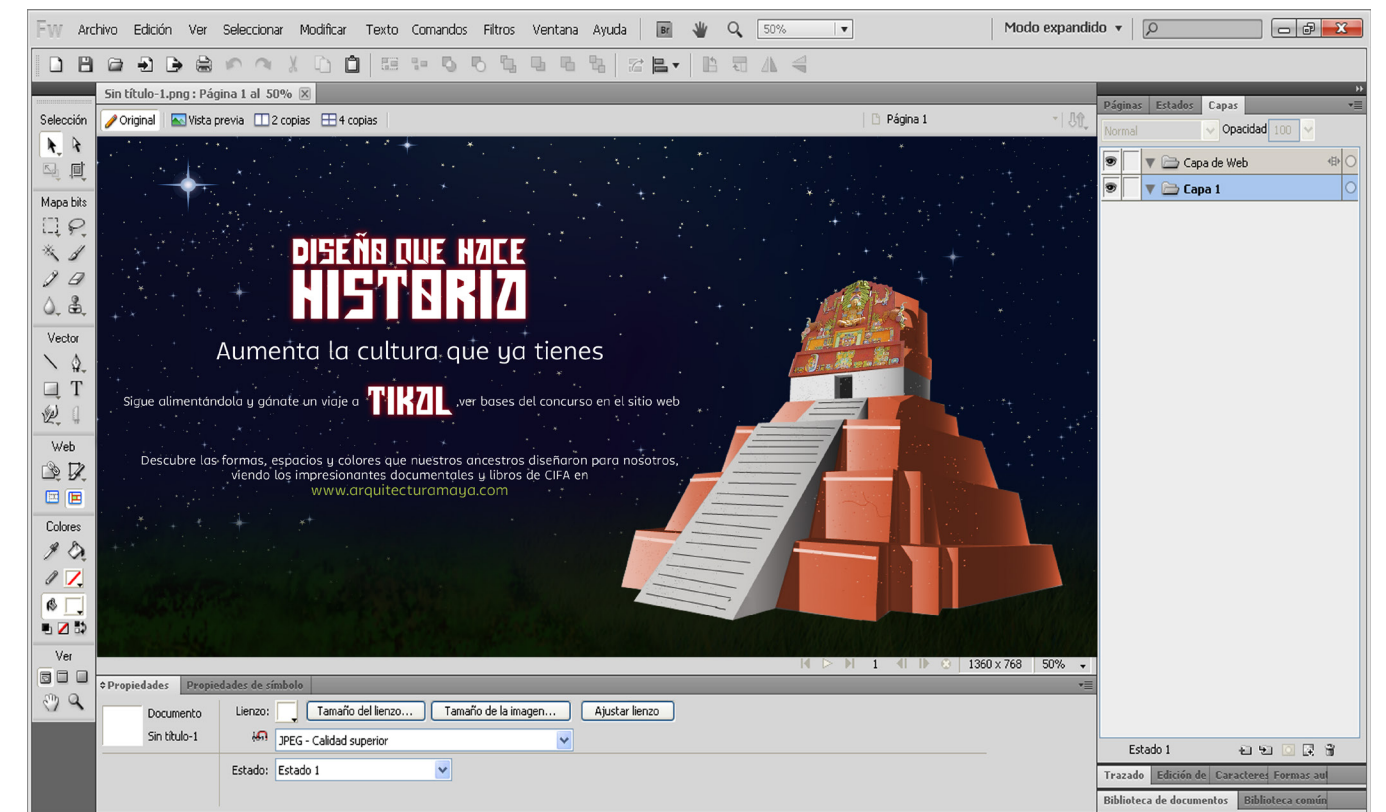 Fw Archivo Edición Ver Seleccionar Modificar Texto Comandos Filtros Ventana Ayuda Br 50% Modo expandido
Sin título-1.png : Página 1 al 50%
Original Vista previa 2 copias 4 copias Página 1
Selección
Mapa bits
Vector
T
Web
Colores
Ver
DISEÑO QUE HACE
HISTORIA
Aumenta la cultura que ya tienes
Sigue alimentándola y gánate un viaje a TIKAL ,ver bases del concurso en el sitio web
Descubre las formas, espacios y colores que nuestros ancestros diseñaron para nosotros,
viendo los impresionantes documentales y libros de CIFA en
www.arquitecturamaya.com
1 1360 x 768 50%
Propiedades Propiedades de símbolo
Documento Lienzo: Tamaño del lienzo... Tamaño de la imagen... Ajustar lienzo
Sin título-1 JPEG - Calidad superior
Estado: Estado 1
Páginas Estados Capas
Normal Opacidad 100
Capa de Web
Capa 1
Estado 1
Trazado Edición de Caracteres Formas aut
Biblioteca de documentos Biblioteca común